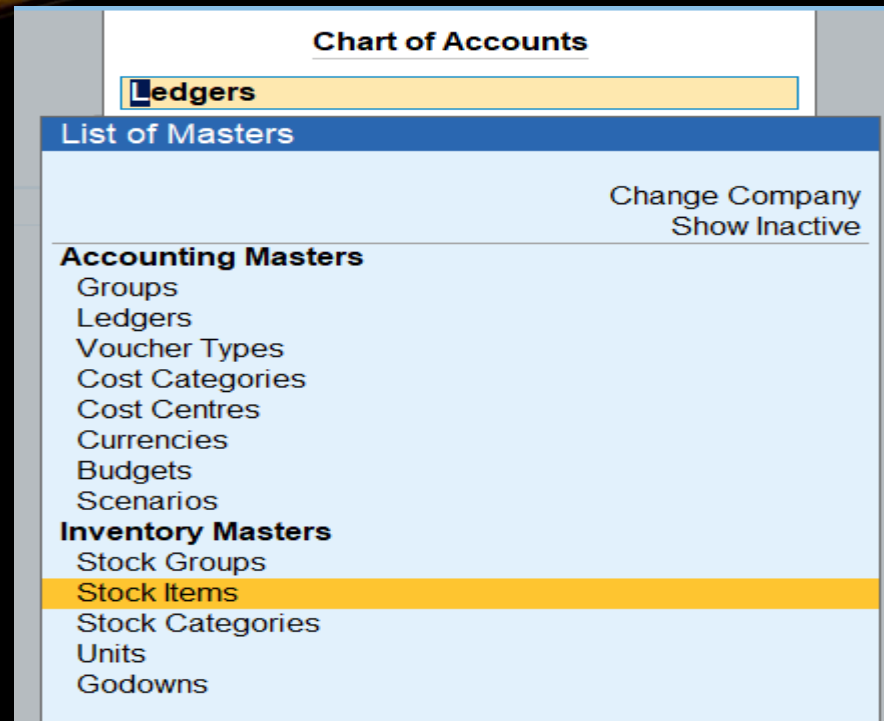 Chart of Accounts
Ledgers
List of Masters
Change Company
Show Inactive
Accounting Masters
Groups
Ledgers
Voucher Types
Cost Categories
Cost Centres
Currencies
Budgets
Scenarios
Inventory Masters
Stock Groups
Stock Items
Stock Categories
Units
Godowns